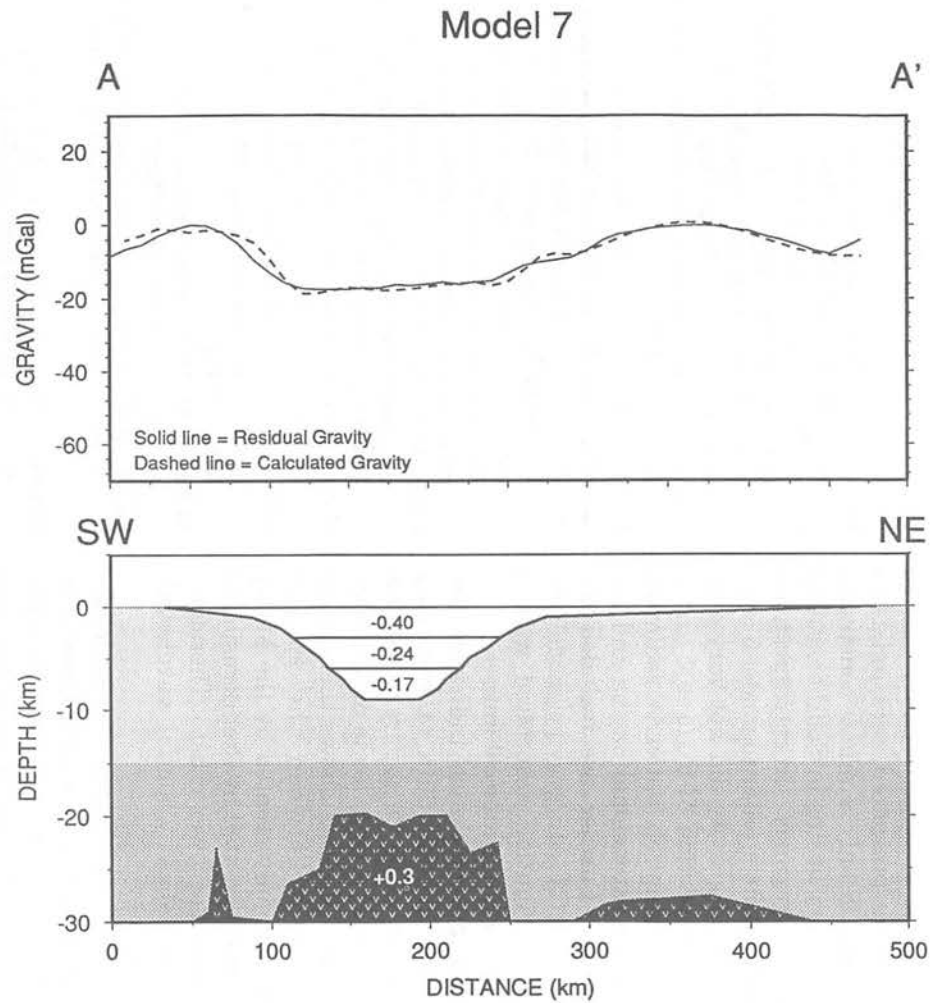 Model 7
A A'
20
0
-20
-40
-60
GRAVITY (mGal)
Solid line = Residual Gravity
Dashed line = Calculated Gravity
SW NE
0
-10
-20
-30
DEPTH (km)
-0.40
-0.24
-0.17
+0.3
0 100 200 300 400 500
DISTANCE (km)